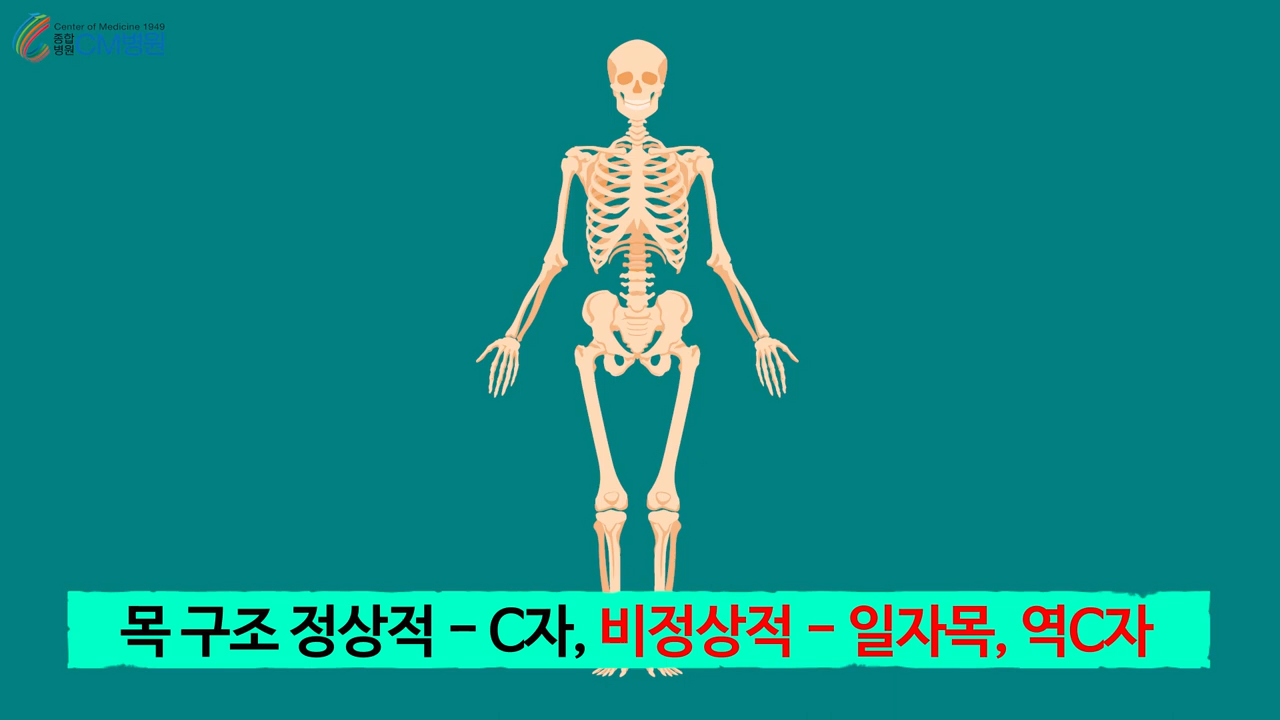 Center of Medicine 1949
종합
병원 CM병원
목 구조 정상적 - C자, 비정상적 - 일자목, 역C자